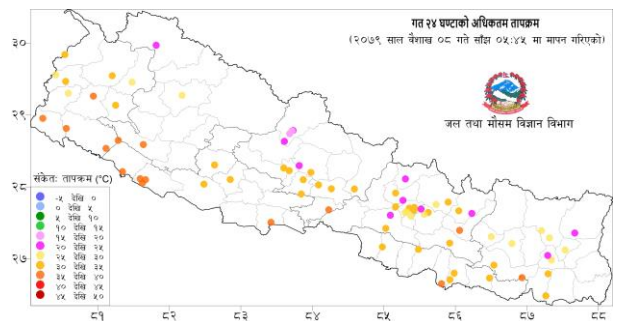 गत २४ घण्टाको अधिकतम तापक्रम
(२०७९ साल बैशाख ०८ गते साँझ ०५:४५ मा मापन गरिएको)
जल तथा मौसम विज्ञान विभाग
३०
२९
२८
२७
संकेतः तापक्रम (°C)
-५ देखि ०
० देखि ५
५ देखि १०
१० देखि १५
१५ देखि २०
२० देखि २५
२५ देखि ३०
३० देखि ३५
३५ देखि ४०
४० देखि ४५
४५ देखि ५०
८१ ८२ ८३ ८४ ८५ ८६ ८७ ८८